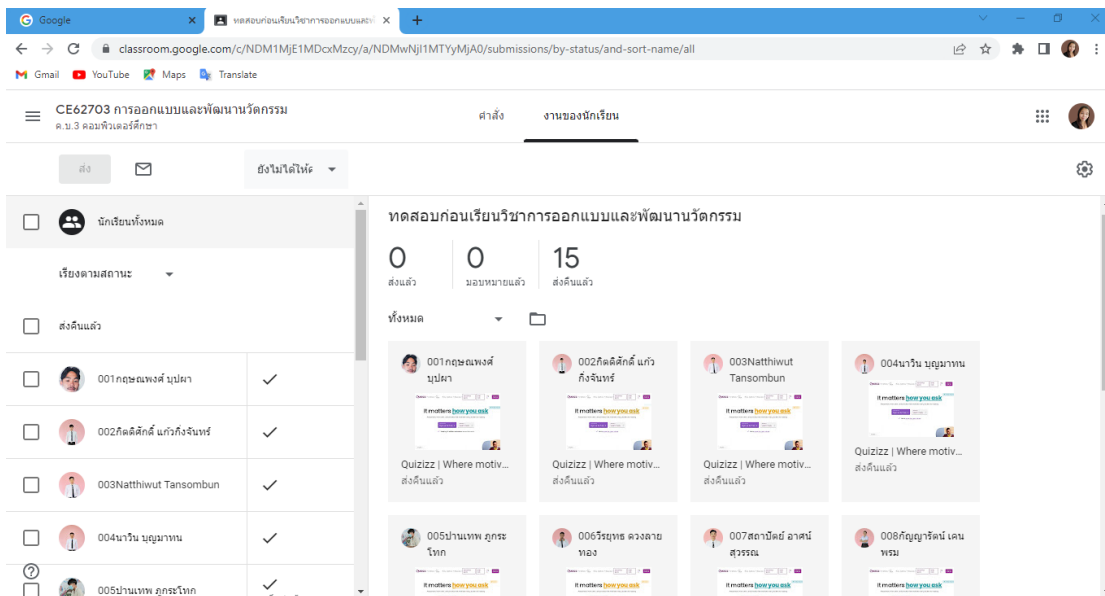 Google
ทดสอบก่อนเรียนวิชาการออกแบบและพั
classroom.google.com/c/NDM1MjE1MDcxMzcy/a/NDMwNjI1MTYyMjA0/submissions/by-status/and-sort-name/all
Gmail YouTube Maps Translate
CE62703 การออกแบบและพัฒนานวัตกรรม
ค.บ.3 คอมพิวเตอร์ศึกษา
คำสั่ง งานของนักเรียน
ส่ง ยังไม่ได้ให้ค
นักเรียนทั้งหมด
เรียงตามสถานะ
ส่งคืนแล้ว
001กฤษณพงศ์ บุปผา
002กิตติศักดิ์ แก้วกิ่งจันทร์
003Natthiwut Tansombun
004นาวิน บุญมาทน
005ปานเทพ ภูกระโทก
ทดสอบก่อนเรียนวิชาการออกแบบและพัฒนานวัตกรรม
0 0 15
ส่งแล้ว มอบหมายแล้ว ส่งคืนแล้ว
ทั้งหมด
001กฤษณพงศ์ บุปผา
It matters how you ask
Quizizz | Where motiv...
ส่งคืนแล้ว
002กิตติศักดิ์ แก้วกิ่งจันทร์
It matters how you ask
Quizizz | Where motiv...
ส่งคืนแล้ว
003Natthiwut
Tansombun
It matters how you ask
Quizizz | Where motiv...
ส่งคืนแล้ว
004นาวิน บุญมาทน
It matters how you ask
Quizizz | Where motiv...
ส่งคืนแล้ว
005ปานเทพ ภูกระ
โทก
It matters how you ask
006วีรยุทธ ดวงลาย
ทอง
It matters how you ask
007สถาปัตย์ อาศน์
สุวรรณ
It matters how you ask
008กัญญารัตน์ เคน
พรม
It matters how you ask